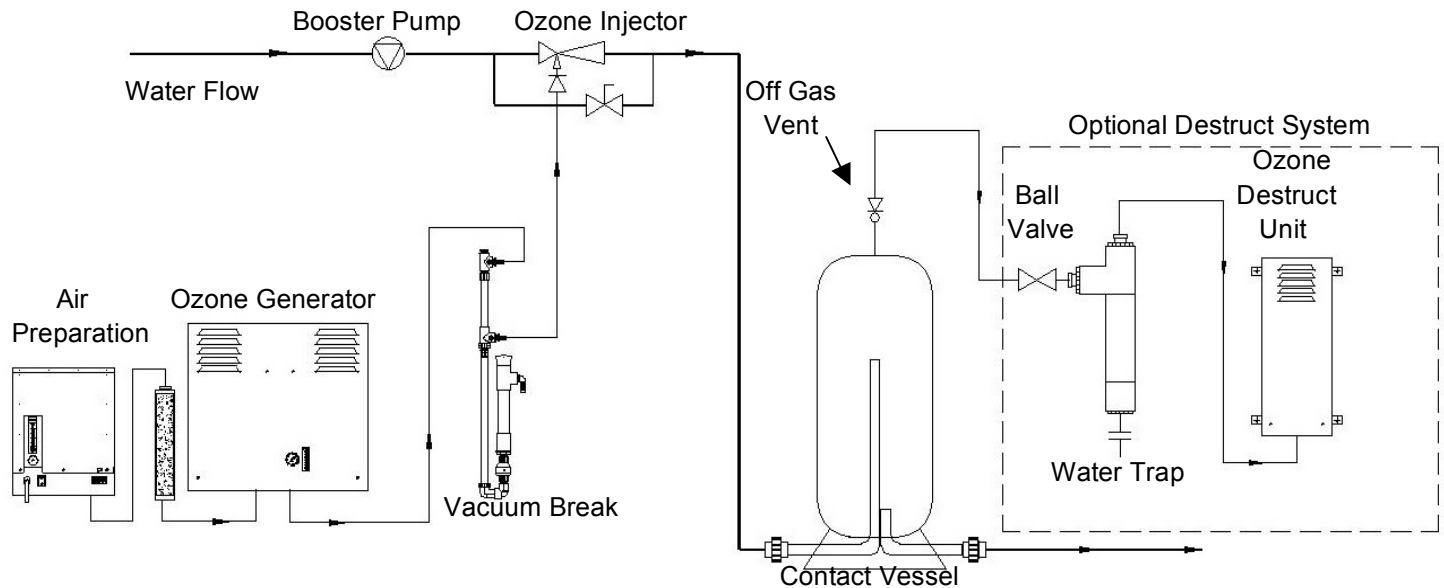 Booster Pump
Ozone Injector
Water Flow
Off Gas
Vent
Optional Destruct System
Ozone
Destruct
Unit
Ball
Valve
Air
Preparation
Ozone Generator
Vacuum Break
Water Trap
Contact Vessel